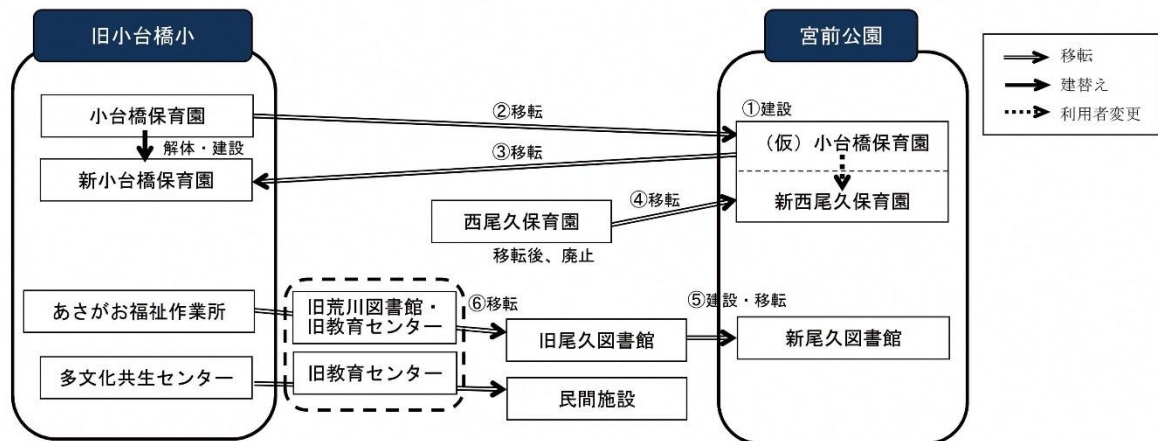 旧小台橋小
宮前公園
移転
建替え
利用者変更
小台橋保育園
②移転
①建設
(仮)小台橋保育園
解体・建設
③移転
新小台橋保育園
④移転
新西尾久保育園
西尾久保育園
移転後、廃止
あさがお福祉作業所
旧荒川図書館・
旧教育センター
⑥移転
旧尾久図書館
⑤建設・移転
新尾久図書館
多文化共生センター
旧教育センター
民間施設